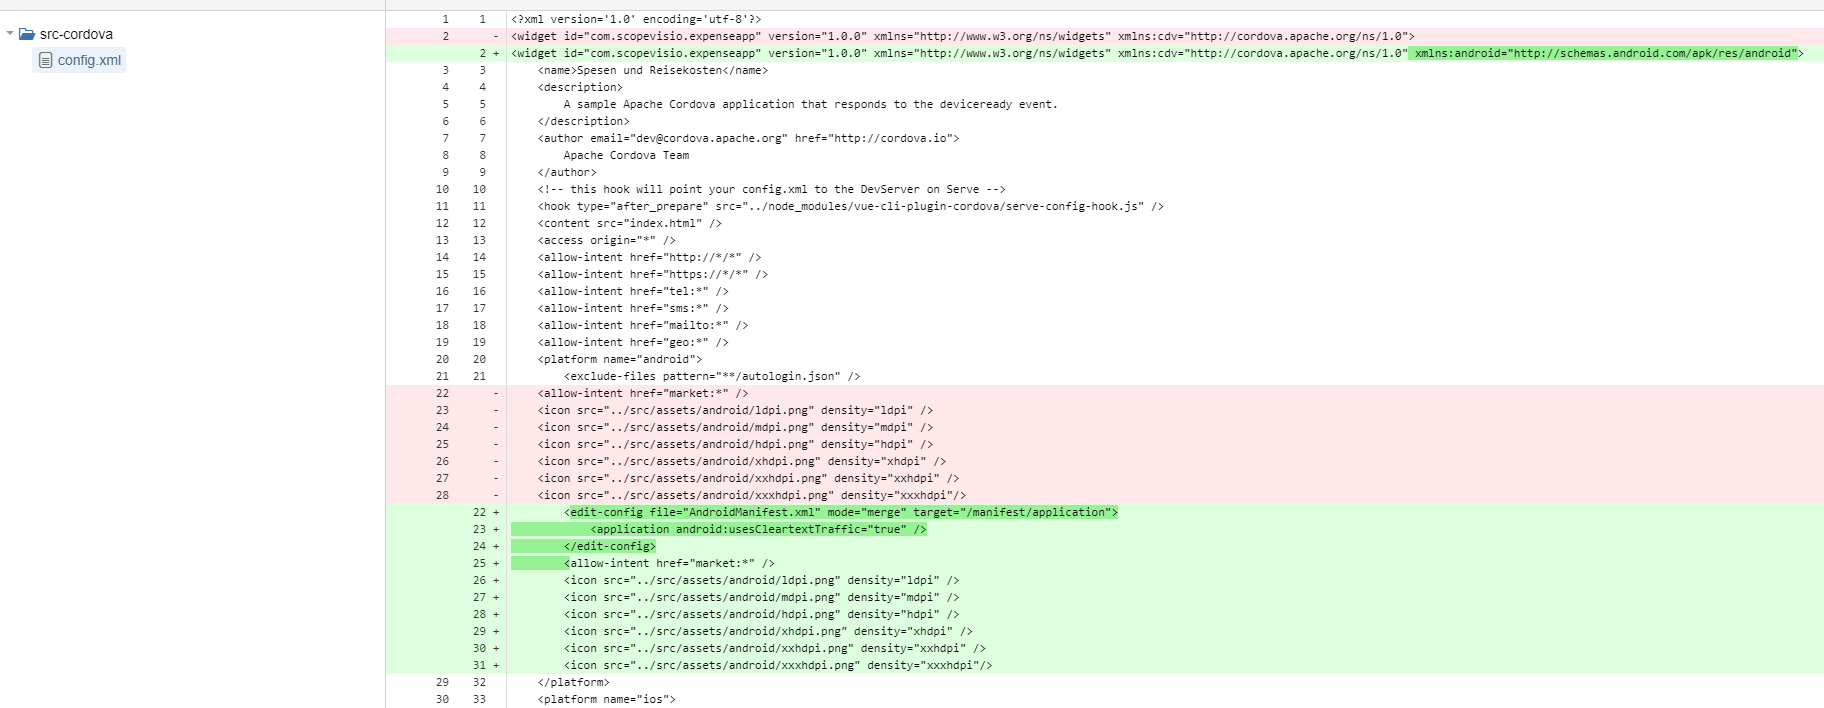 src-cordova
config.xml
1 1 <?xml version='1.0' encoding='utf-8'?>
2 - <widget id="com.scopevisio.expenseapp" version="1.0.0" xmlns="http://www.w3.org/ns/widgets" xmlns:cdv="http://cordova.apache.org/ns/1.0">
2 + <widget id="com.scopevisio.expenseapp" version="1.0.0" xmlns="http://www.w3.org/ns/widgets" xmlns:cdv="http://cordova.apache.org/ns/1.0" xmlns:android="http://schemas.android.com/apk/res/android">
3 3 <name>Spesen und Reisekosten</name>
4 4 <description>
5 5 A sample Apache Cordova application that responds to the deviceready event.
6 6 </description>
7 7 <author email="dev@cordova.apache.org" href="http://cordova.io">
8 8 Apache Cordova Team
9 9 </author>
10 10 <!-- this hook will point your config.xml to the DevServer on Serve -->
11 11 <hook type="after_prepare" src="../node_modules/vue-cli-plugin-cordova/serve-config-hook.js" />
12 12 <content src="index.html" />
13 13 <access origin="*" />
14 14 <allow-intent href="http://*/*" />
15 15 <allow-intent href="https://*/*" />
16 16 <allow-intent href="tel:*" />
17 17 <allow-intent href="sms:*" />
18 18 <allow-intent href="mailto:*" />
19 19 <allow-intent href="geo:*" />
20 20 <platform name="android">
21 21 <exclude-files pattern="**/autologin.json" />
22 - <allow-intent href="market:*" />
23 - <icon src="../src/assets/android/ldpi.png" density="ldpi" />
24 - <icon src="../src/assets/android/mdpi.png" density="mdpi" />
25 - <icon src="../src/assets/android/hdpi.png" density="hdpi" />
26 - <icon src="../src/assets/android/xhdpi.png" density="xhdpi" />
27 - <icon src="../src/assets/android/xxhdpi.png" density="xxhdpi" />
28 - <icon src="../src/assets/android/xxxhdpi.png" density="xxxhdpi"/>
22 + <edit-config file="AndroidManifest.xml" mode="merge" target="/manifest/application">
23 + <application android:usesCleartextTraffic="true" />
24 + </edit-config>
25 + <allow-intent href="market:*" />
26 + <icon src="../src/assets/android/ldpi.png" density="ldpi" />
27 + <icon src="../src/assets/android/mdpi.png" density="mdpi" />
28 + <icon src="../src/assets/android/hdpi.png" density="hdpi" />
29 + <icon src="../src/assets/android/xhdpi.png" density="xhdpi" />
30 + <icon src="../src/assets/android/xxhdpi.png" density="xxhdpi" />
31 + <icon src="../src/assets/android/xxxhdpi.png" density="xxxhdpi"/>
29 32 </platform>
30 33 <platform name="ios">